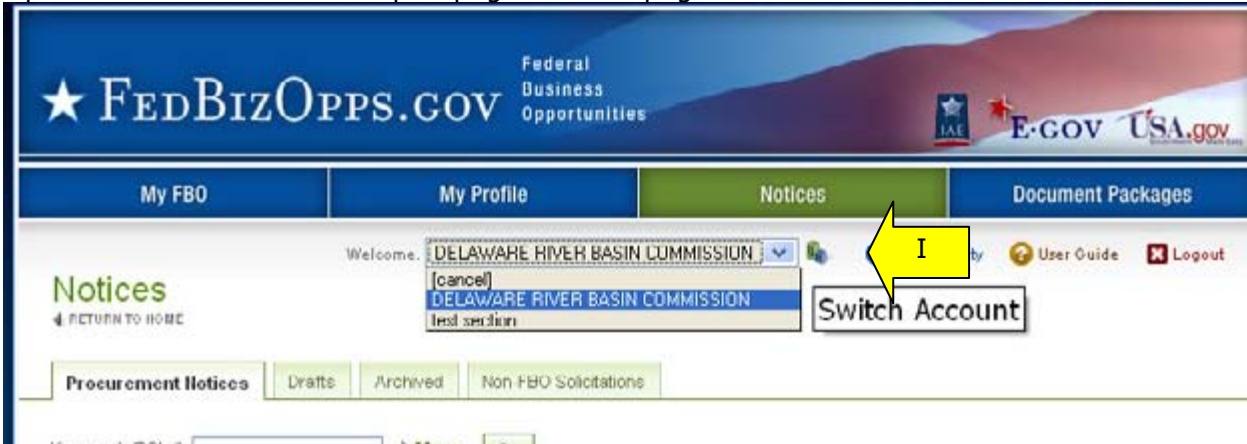 Federal
★ FedBizOpps.gov Business
Opportunities
IAE E-GOV USA.gov
My FBO My Profile Notices Document Packages
Welcome, DELAWARE RIVER BASIN COMMISSION I User Guide Logout
[cancel]
Notices DELAWARE RIVER BASIN COMMISSION Switch Account
RETURN TO HOME test section
Procurement Notices Drafts Archived Non-FBO Solicitations